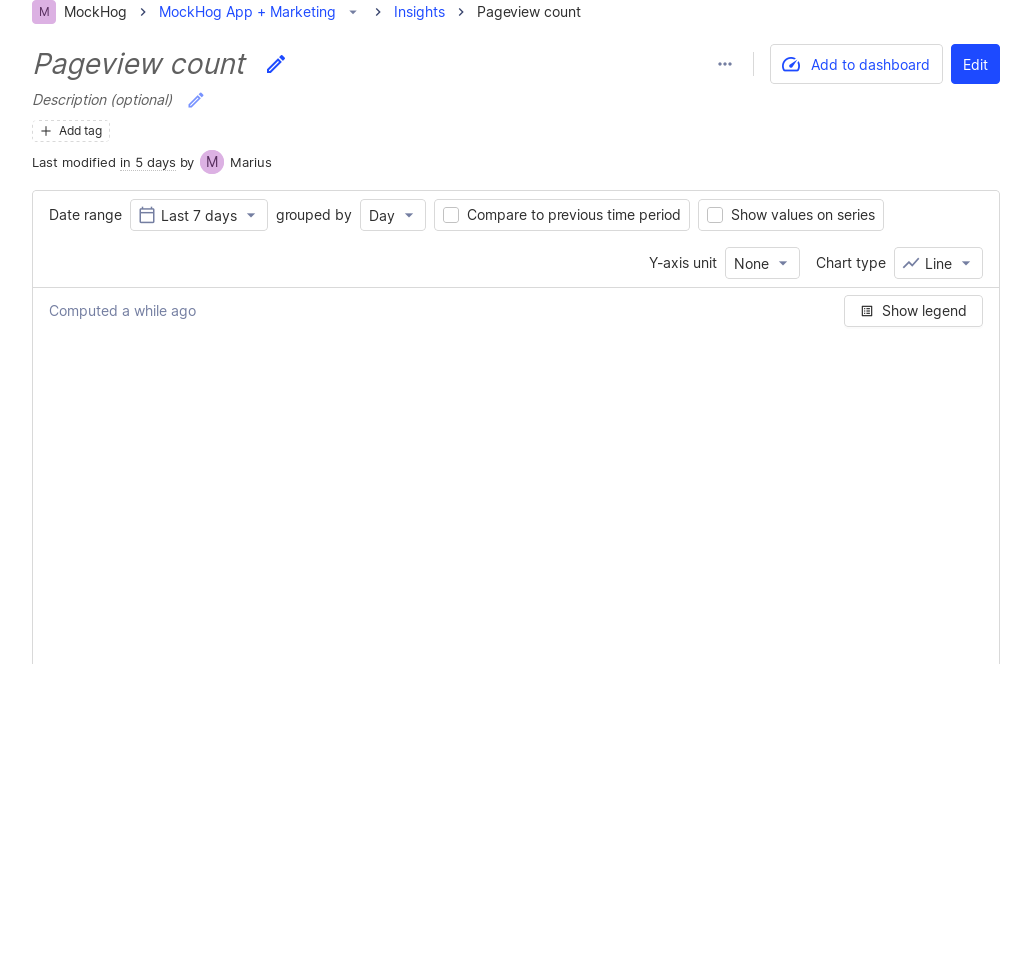 M MockHog MockHog App + Marketing Insights Pageview count
Pageview count
Add to dashboard
Edit
Description (optional)
Add tag
Last modified in 5 days by M Marius
Date range Last 7 days grouped by Day Compare to previous time period Show values on series
Y-axis unit None Chart type Line
Computed a while ago
Show legend